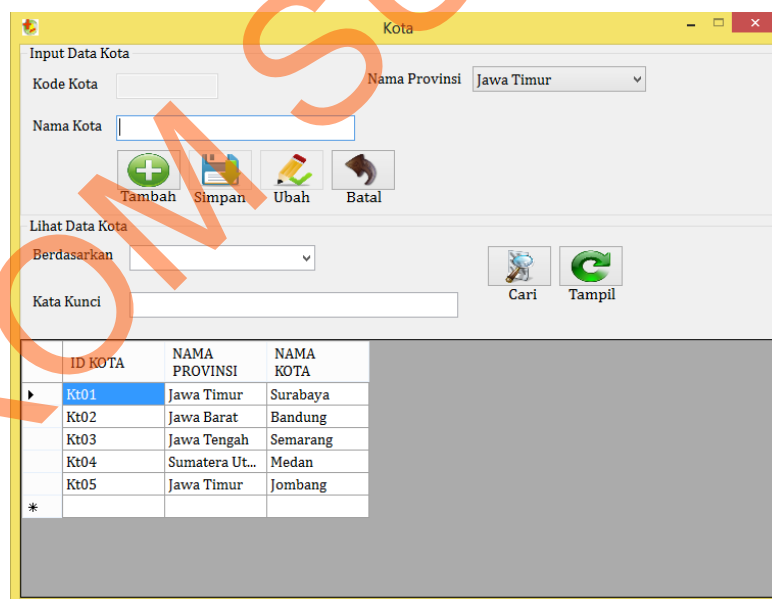 Kota
Input Data Kota
Kode Kota
Nama Provinsi Jawa Timur
Nama Kota
Tambah Simpan Ubah Batal
Lihat Data Kota
Berdasarkan
Cari Tampil
Kata Kunci
ID KOTA NAMA PROVINSI NAMA KOTA
Kt01 Jawa Timur Surabaya
Kt02 Jawa Barat Bandung
Kt03 Jawa Tengah Semarang
Kt04 Sumatera Ut... Medan
Kt05 Jawa Timur Jombang